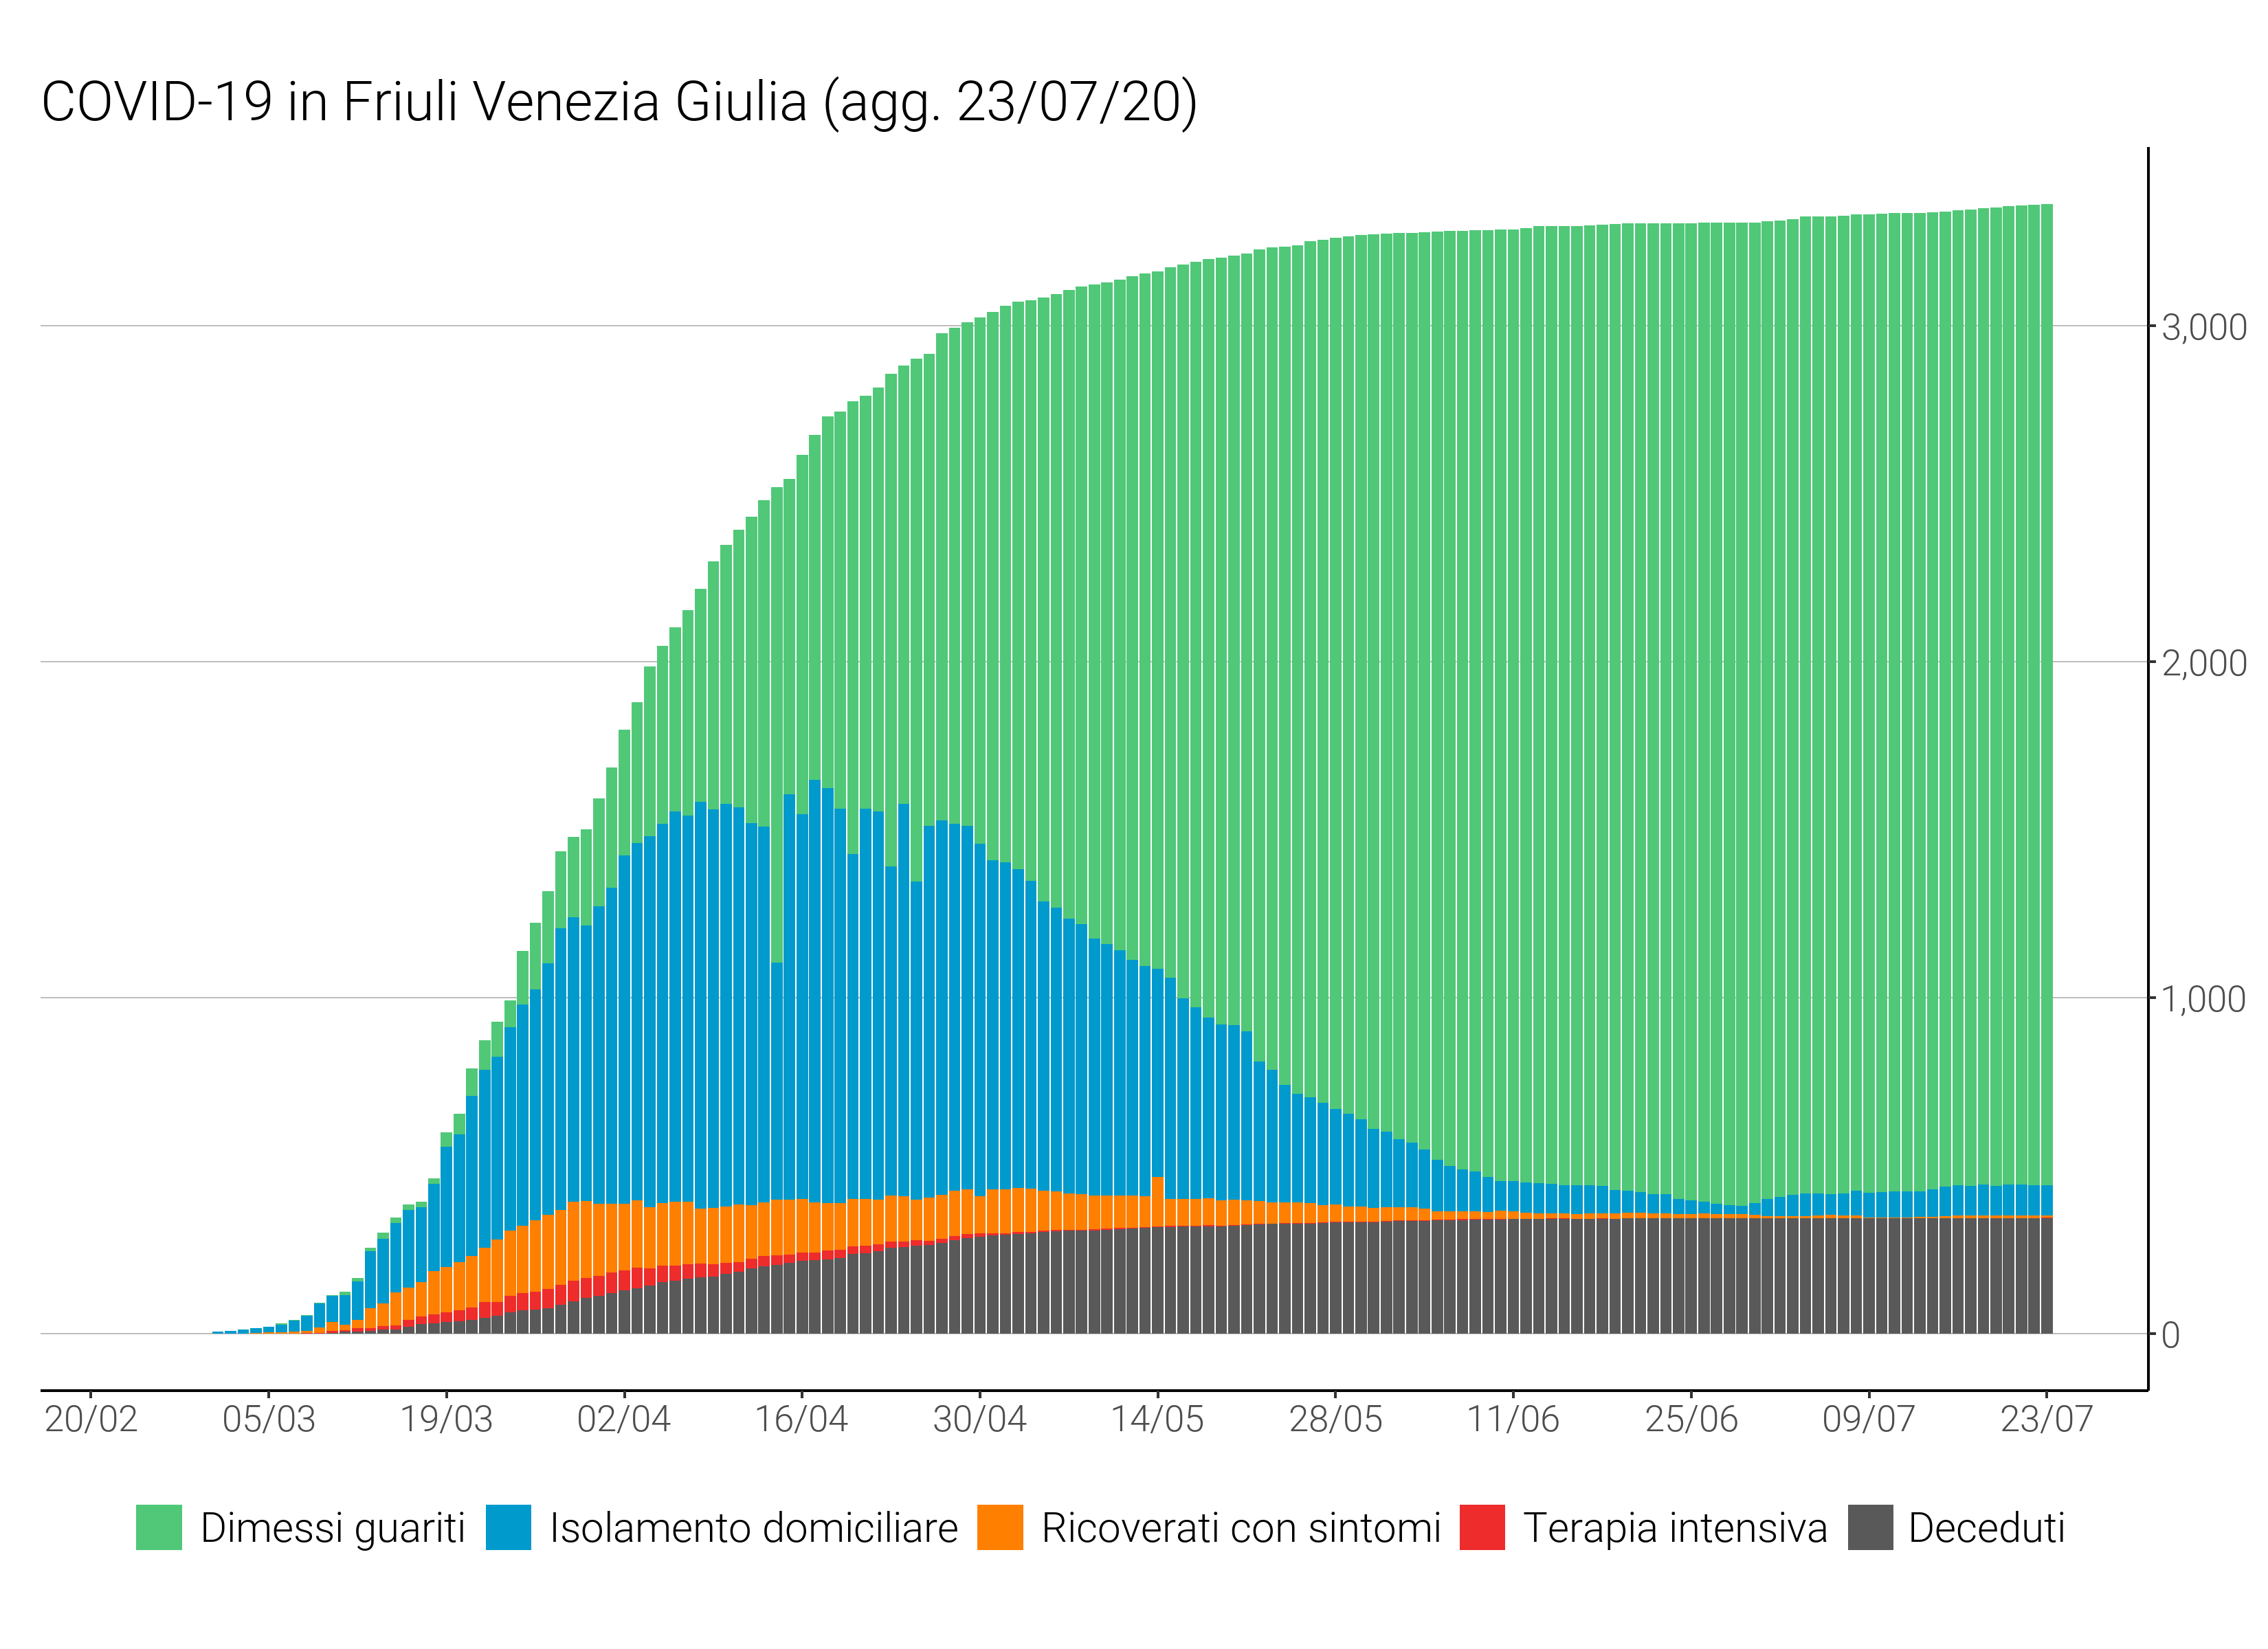 COVID-19 in Friuli Venezia Giulia (agg. 23/07/20)
3,000
2,000
1,000
0
20/02 05/03 19/03 02/04 16/04 30/04 14/05 28/05 11/06 25/06 09/07 23/07
Dimessi guariti Isolamento domiciliare Ricoverati con sintomi Terapia intensiva Deceduti